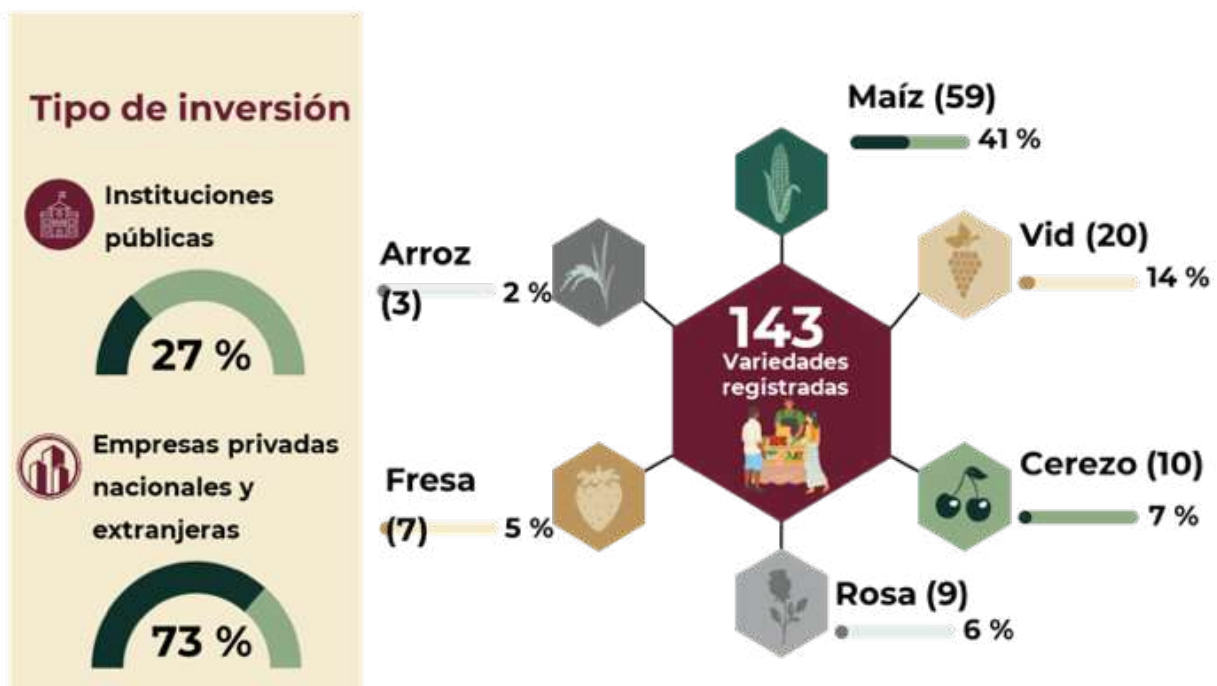 Tipo de inversión
Instituciones
públicas
27 %
Empresas privadas
nacionales y
extranjeras
73 %
Maíz (59)
41 %
Vid (20)
14 %
Cerezo (10)
7 %
Rosa (9)
6 %
Fresa
(7)
5 %
Arroz
(3)
2 %
143
Variedades
registradas